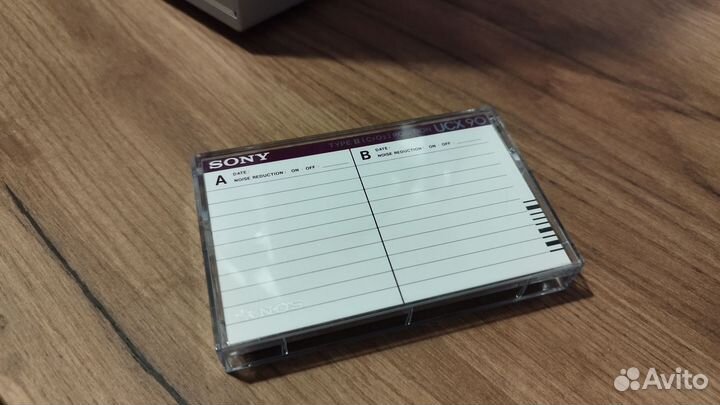 TYPE II (CrO2) POSITION UCX 90
SONY
A DATE:
NOISE REDUCTION: ON · OFF
B DATE:
NOISE REDUCTION: ON · OFF
SONY
Avito